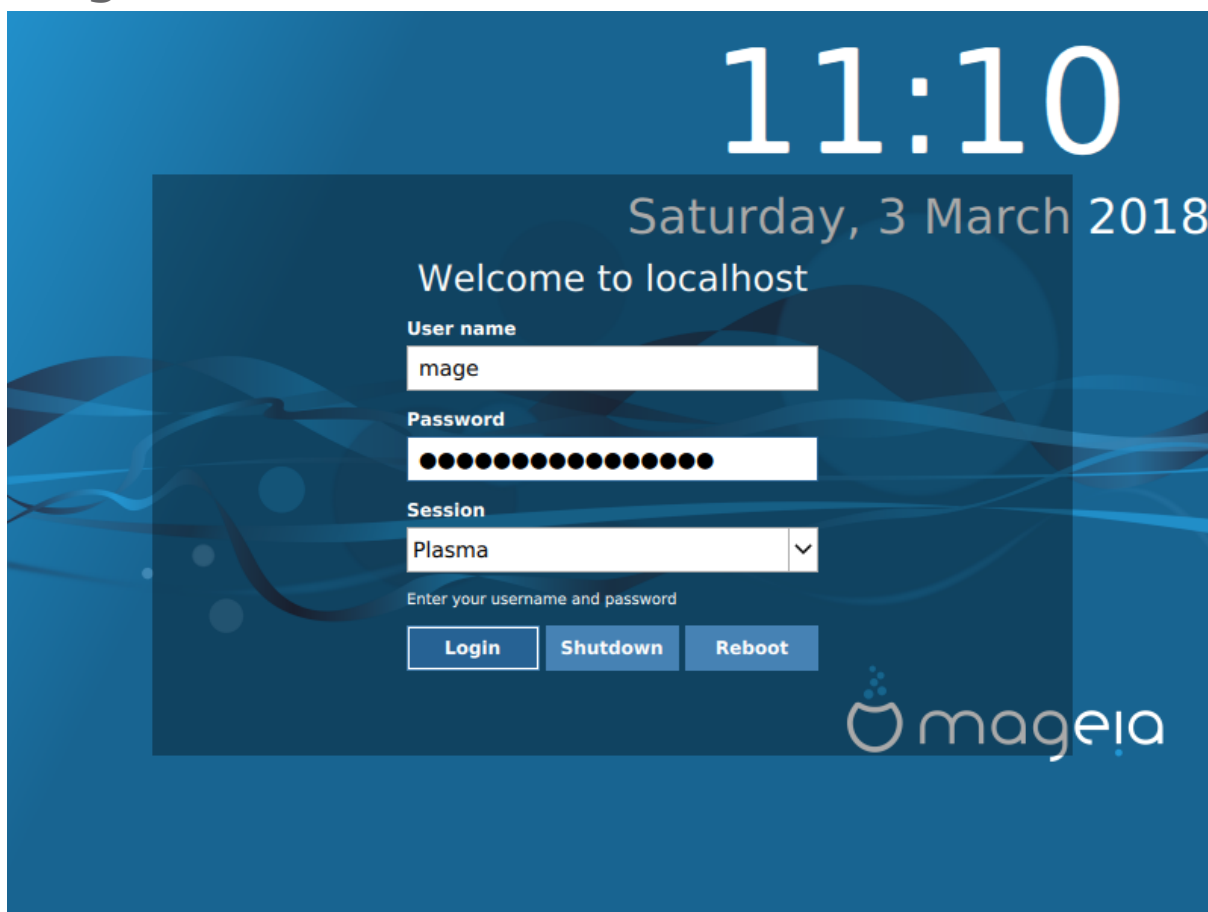 11:10
Saturday, 3 March 2018
Welcome to localhost
User name
mage
Password
●●●●●●●●●●●●●●●●
Session
Plasma
Enter your username and password
Login Shutdown Reboot
mageia